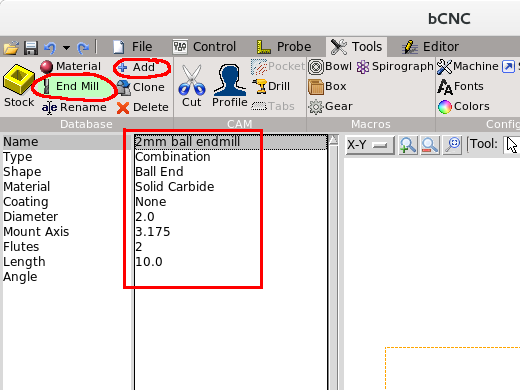 bCNC
File Control Probe Tools Editor
Material Add Pocket Bowl Spirograph Machine S
Stock End Mill Clone Cut Profile Drill Box Fonts
Rename Delete Tabs Gear Colors
Database CAM Macros Config
Name 2mm ball endmill X-Y Tool:
Type Combination
Shape Ball End
Material Solid Carbide
Coating None
Diameter 2.0
Mount Axis 3.175
Flutes 2
Length 10.0
Angle